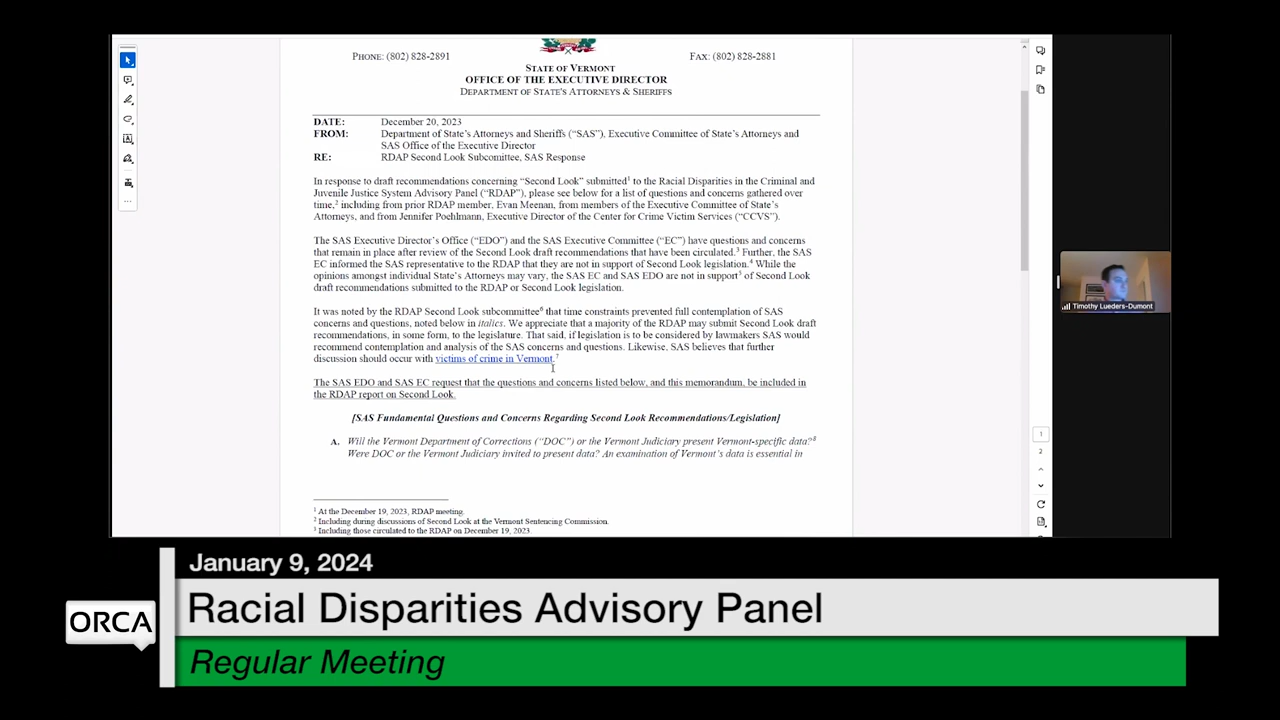 PHONE: (802) 828-2891
FAX: (802) 828-2881
STATE OF VERMONT
OFFICE OF THE EXECUTIVE DIRECTOR
DEPARTMENT OF STATE'S ATTORNEYS & SHERIFFS
DATE: December 20, 2023
FROM: Department of State's Attorneys and Sheriffs ("SAS"), Executive Committee of State's Attorneys and
SAS Office of the Executive Director
RE: RDAP Second Look Subcomittee, SAS Response
In response to draft recommendations concerning "Second Look" submitted¹ to the Racial Disparities in the Criminal and
Juvenile Justice System Advisory Panel ("RDAP"), please see below for a list of questions and concerns gathered over
time,² including from prior RDAP member, Evan Meenan, from members of the Executive Committee of State's
Attorneys, and from Jennifer Poehlmann, Executive Director of the Center for Crime Victim Services ("CCVS").
The SAS Executive Director's Office ("EDO") and the SAS Executive Committee ("EC") have questions and concerns
that remain in place after review of the Second Look draft recommendations that have been circulated.³ Further, the SAS
EC informed the SAS representative to the RDAP that they are not in support of Second Look legislation.⁴ While the
opinions amongst individual State's Attorneys may vary, the SAS EC and SAS EDO are not in support⁵ of Second Look
draft recommendations submitted to the RDAP or Second Look legislation.
It was noted by the RDAP Second Look subcommittee⁶ that time constraints prevented full contemplation of SAS
concerns and questions, noted below in italics. We appreciate that a majority of the RDAP may submit Second Look draft
recommendations, in some form, to the legislature. That said, if legislation is to be considered by lawmakers SAS would
recommend contemplation and analysis of the SAS concerns and questions. Likewise, SAS believes that further
discussion should occur with victims of crime in Vermont.⁷
The SAS EDO and SAS EC request that the questions and concerns listed below, and this memorandum, be included in
the RDAP report on Second Look.
[SAS Fundamental Questions and Concerns Regarding Second Look Recommendations/Legislation]
A. Will the Vermont Department of Corrections ("DOC") or the Vermont Judiciary present Vermont-specific data?⁸
Were DOC or the Vermont Judiciary invited to present data? An examination of Vermont's data is essential in
¹ At the December 19, 2023, RDAP meeting.
² Including during discussions of Second Look at the Vermont Sentencing Commission.
³ Including those circulated to the RDAP on December 19, 2023.
1
2
Timothy Lueders-Dumont
January 9, 2024
ORCA
Racial Disparities Advisory Panel
Regular Meeting